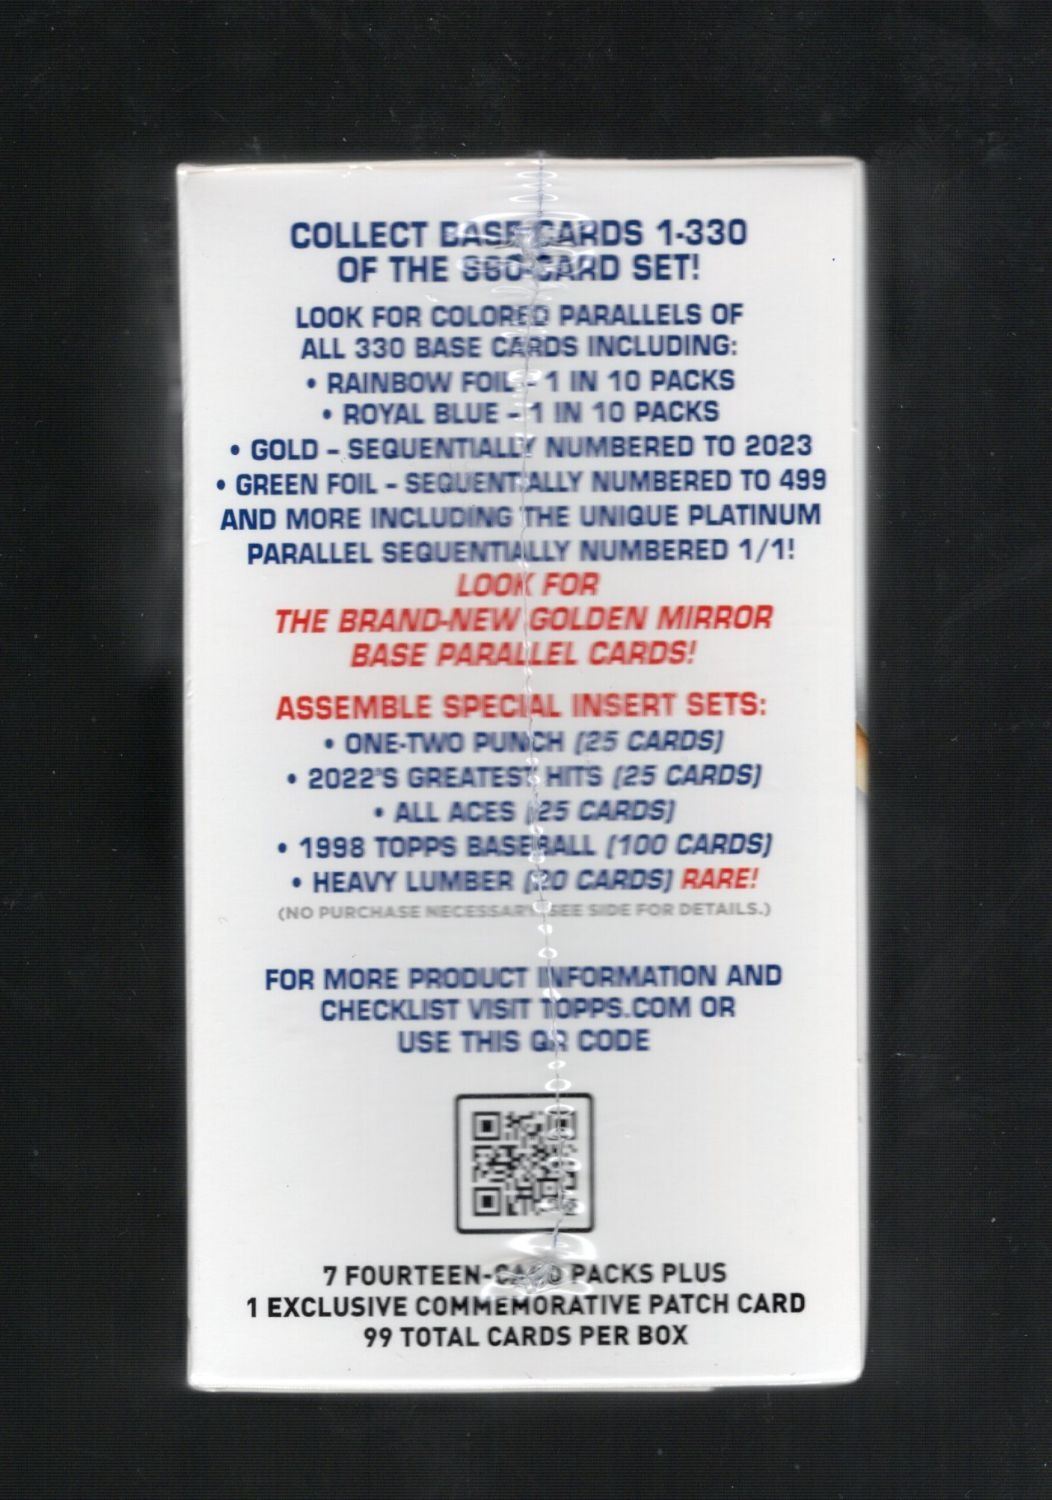 COLLECT BASE CARDS 1-330
OF THE 660-CARD SET!
LOOK FOR COLORED PARALLELS OF
ALL 330 BASE CARDS INCLUDING:
• RAINBOW FOIL - 1 IN 10 PACKS
• ROYAL BLUE - 1 IN 10 PACKS
• GOLD - SEQUENTIALLY NUMBERED TO 2023
• GREEN FOIL - SEQUENTIALLY NUMBERED TO 499
AND MORE INCLUDING THE UNIQUE PLATINUM
PARALLEL SEQUENTIALLY NUMBERED 1/1!
LOOK FOR
THE BRAND-NEW GOLDEN MIRROR
BASE PARALLEL CARDS!
ASSEMBLE SPECIAL INSERT SETS:
• ONE-TWO PUNCH (25 CARDS)
• 2022'S GREATEST HITS (25 CARDS)
• ALL ACES (25 CARDS)
• 1998 TOPPS BASEBALL (100 CARDS)
• HEAVY LUMBER (20 CARDS) RARE!
(NO PURCHASE NECESSARY. SEE SIDE FOR DETAILS.)
FOR MORE PRODUCT INFORMATION AND
CHECKLIST VISIT TOPPS.COM OR
USE THIS QR CODE
7 FOURTEEN-CARD PACKS PLUS
1 EXCLUSIVE COMMEMORATIVE PATCH CARD
99 TOTAL CARDS PER BOX